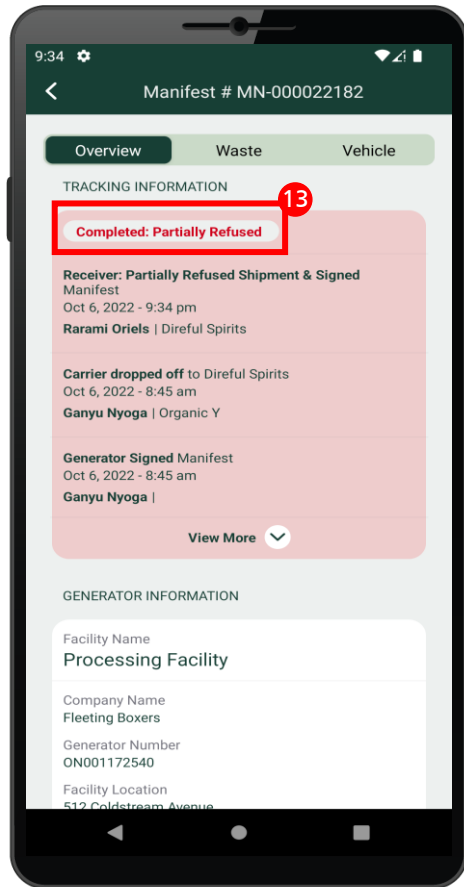 9:34
Manifest # MN-000022182
Overview Waste Vehicle
TRACKING INFORMATION
13
Completed: Partially Refused
Receiver: Partially Refused Shipment & Signed
Manifest
Oct 6, 2022 - 9:34 pm
Rarami Oriels | Direful Spirits
Carrier dropped off to Direful Spirits
Oct 6, 2022 - 8:45 am
Ganyu Nyoga | Organic Y
Generator Signed Manifest
Oct 6, 2022 - 8:45 am
Ganyu Nyoga |
View More
GENERATOR INFORMATION
Facility Name
Processing Facility
Company Name
Fleeting Boxers
Generator Number
ON001172540
Facility Location
512 Coldstream Avenue